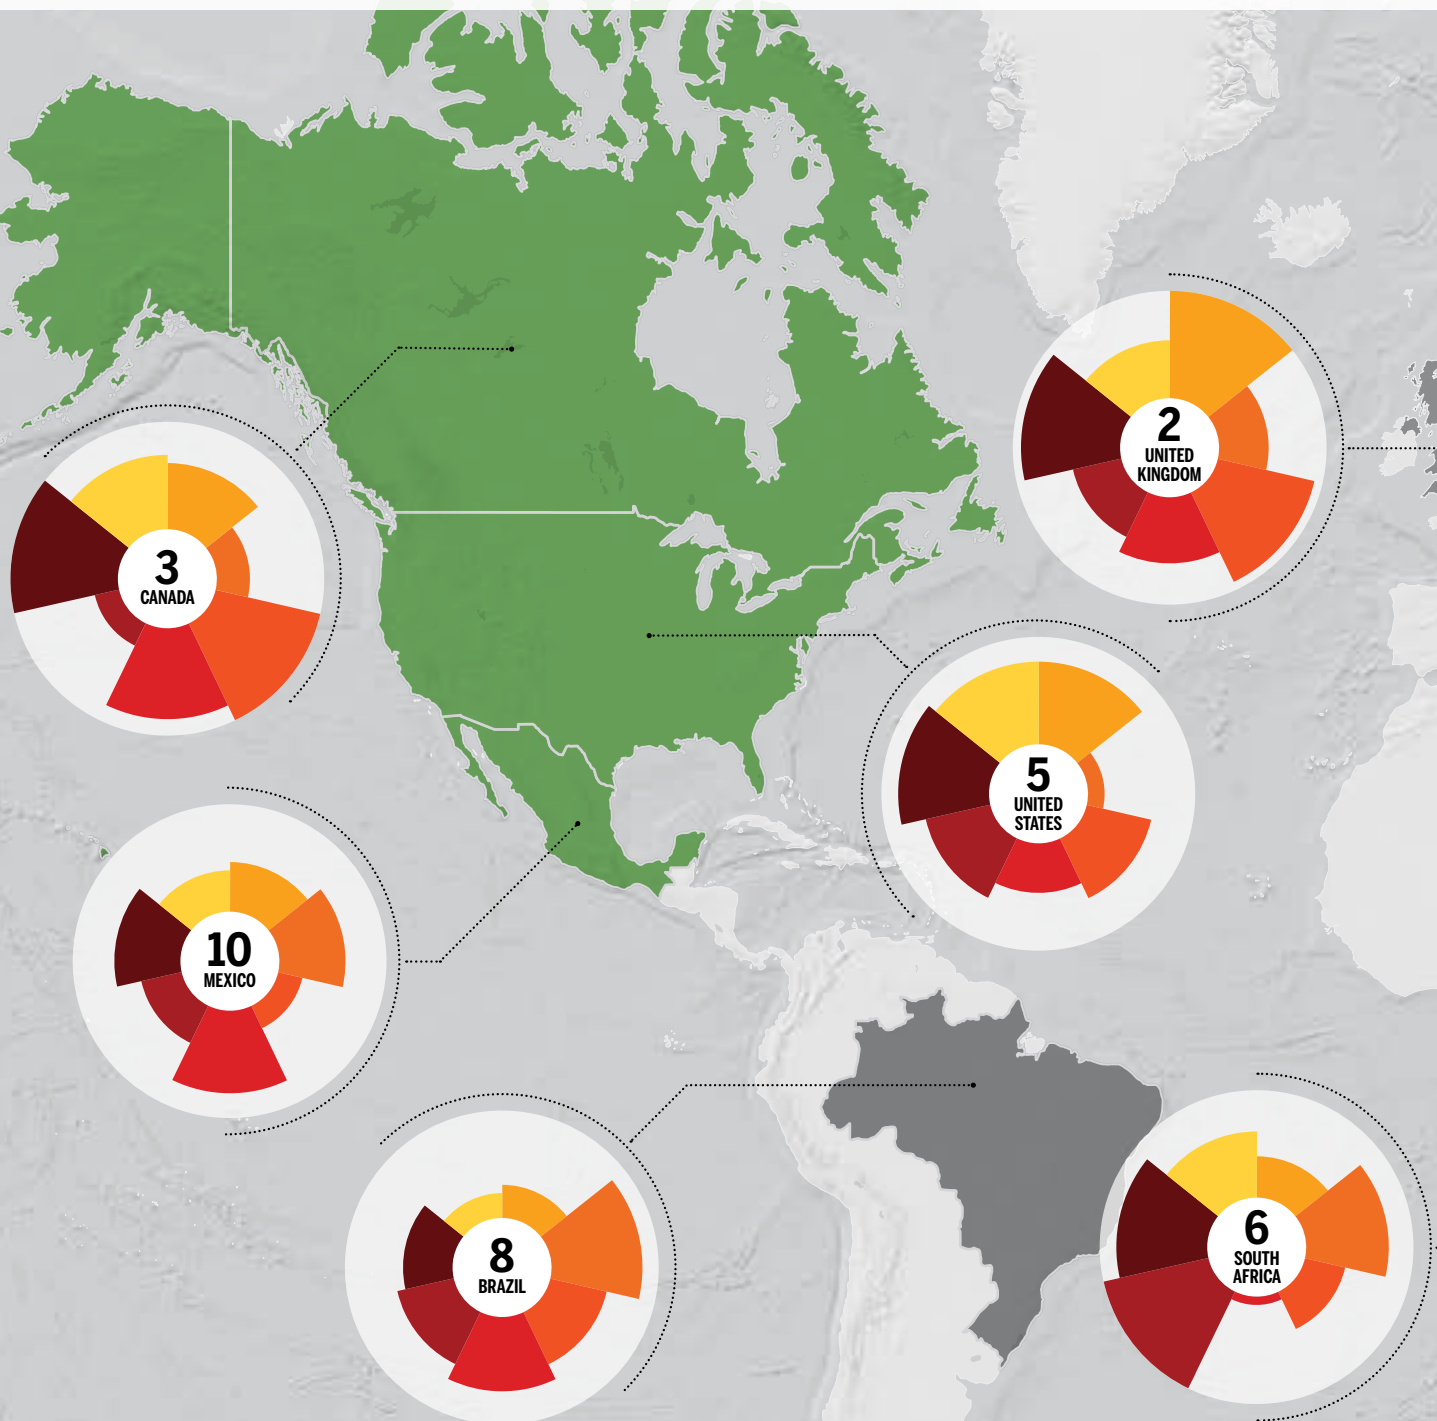 2
UNITED
KINGDOM
3
CANADA
5
UNITED
STATES
10
MEXICO
8
BRAZIL
6
SOUTH
AFRICA